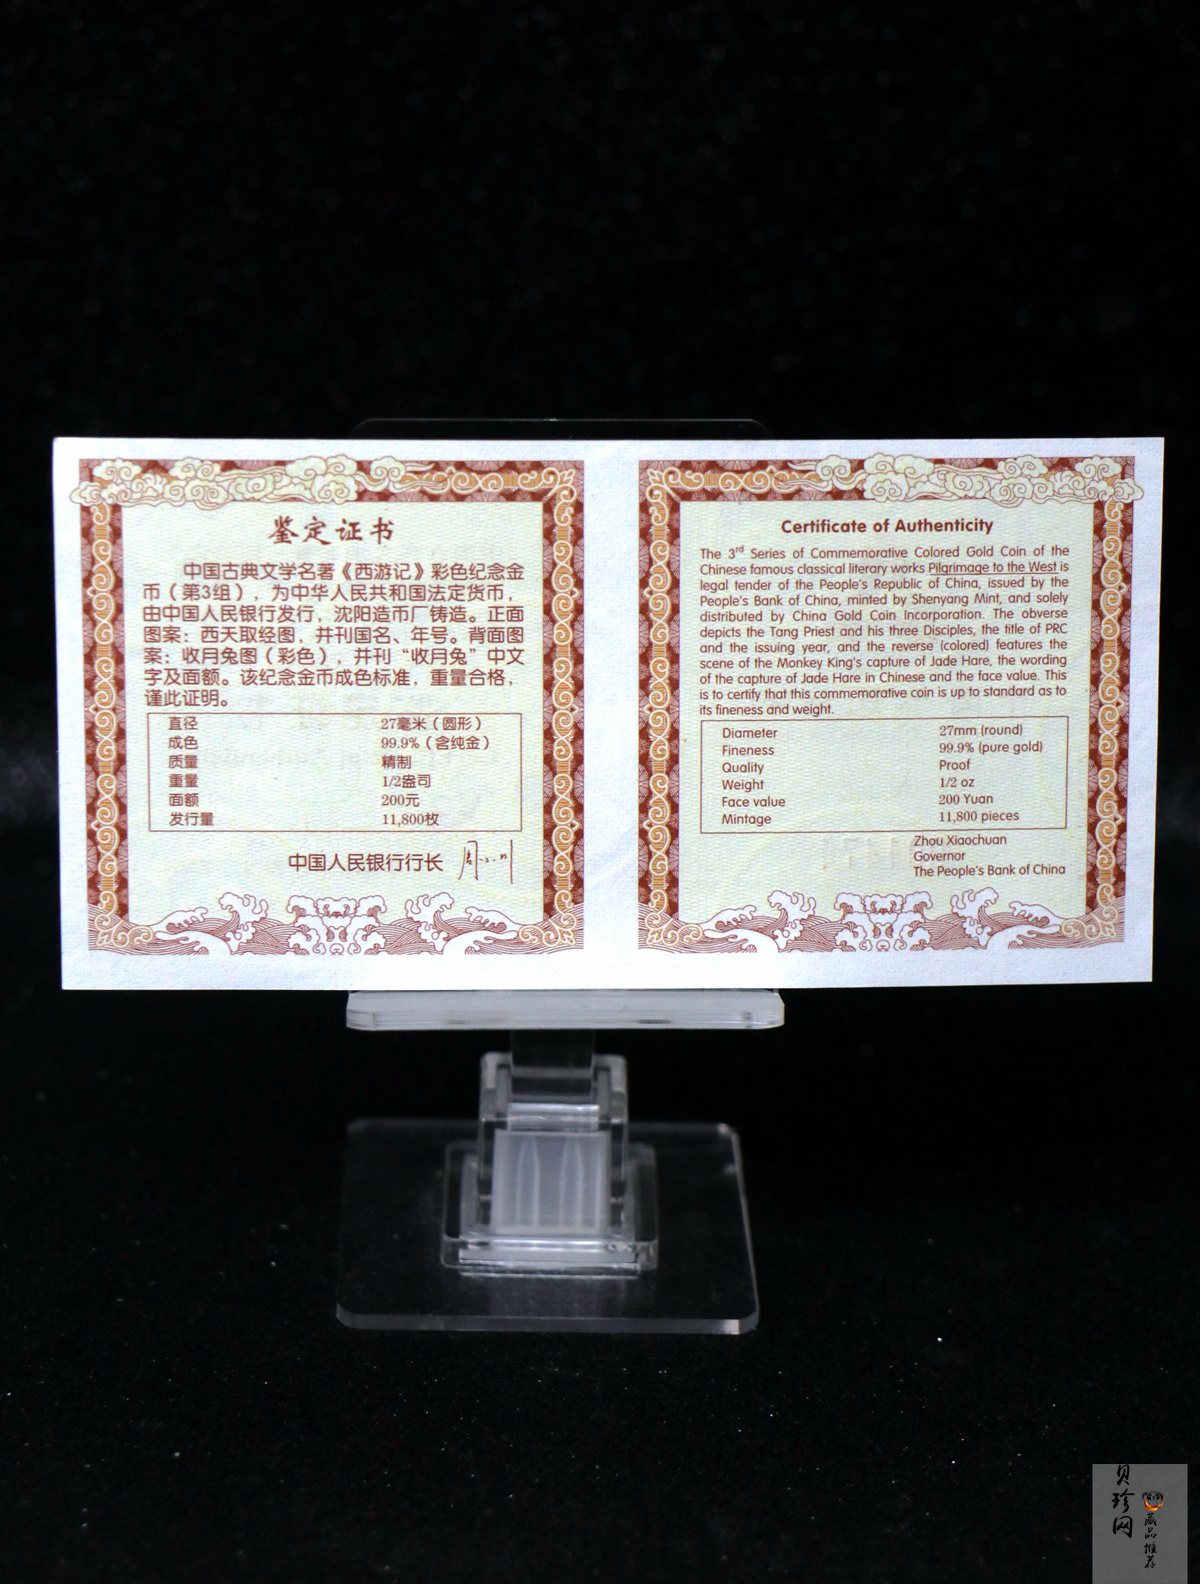 鉴定证书
中国古典文学名著《西游记》彩色纪念金
币（第3组），为中华人民共和国法定货币，
由中国人民银行发行，沈阳造币厂铸造。正面
图案：西天取经图，并刊国名、年号。背面图
案：收月兔图（彩色），并刊“收月兔”中文
字及面额。该纪念金币成色标准，重量合格，
谨此证明。
直径 27毫米（圆形）
成色 99.9%（含纯金）
质量 精制
重量 1/2盎司
面额 200元
发行量 11,800枚
中国人民银行行长
Certificate of Authenticity
The 3rd Series of Commemorative Colored Gold Coin of the
Chinese famous classical literary works Pilgrimage to the West is
legal tender of the People's Republic of China, issued by the
People's Bank of China, minted by Shenyang Mint, and solely
distributed by China Gold Coin Incorporation. The obverse
depicts the Tang Priest and his three Disciples, the title of PRC
and the issuing year, and the reverse (colored) features the
scene of the Monkey King's capture of Jade Hare, the wording
of the capture of Jade Hare in Chinese and the face value. This
is to certify that this commemorative coin is up to standard as to
its fineness and weight.
Diameter 27mm (round)
Fineness 99.9% (pure gold)
Quality Proof
Weight 1/2 oz
Face value 200 Yuan
Mintage 11,800 pieces
Zhou Xiaochuan
Governor
The People's Bank of China
贝珍网
藏品推荐